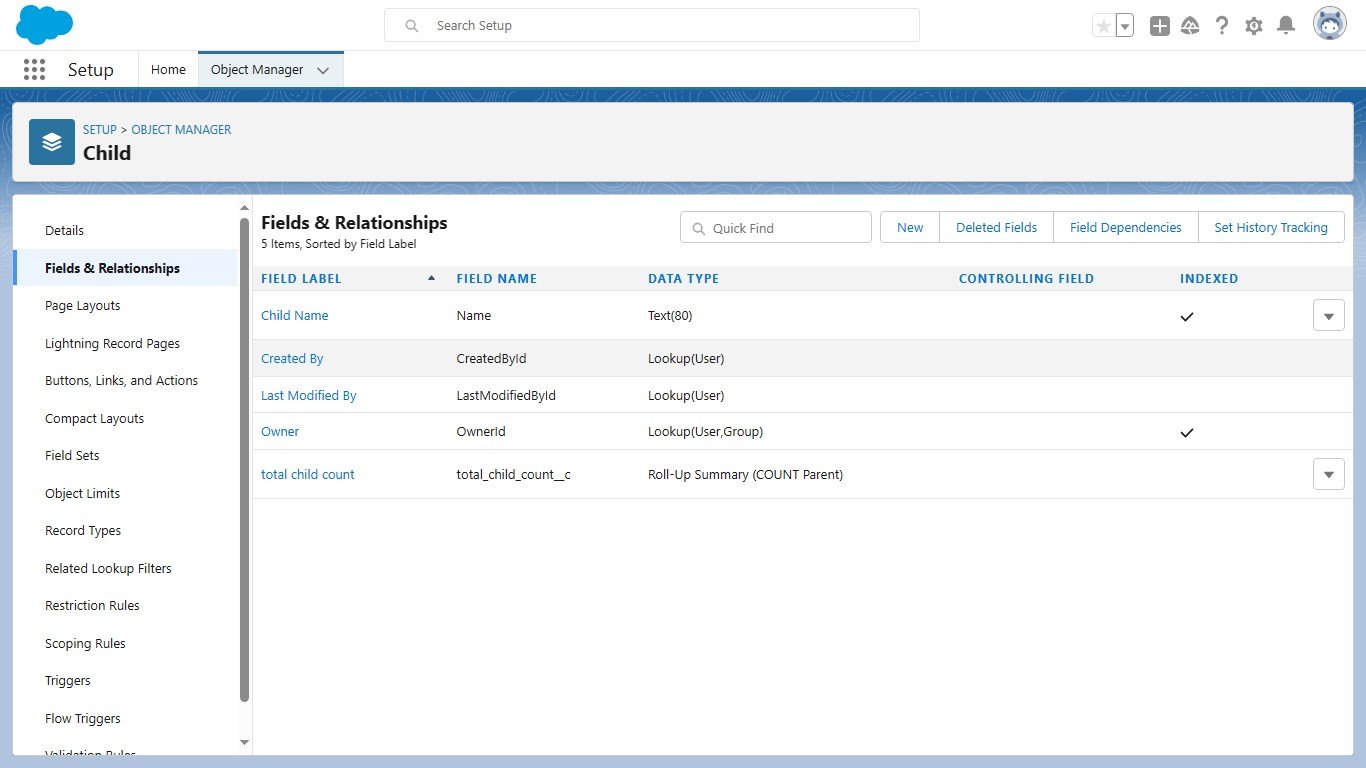 Search Setup
Setup
Home
Object Manager
SETUP > OBJECT MANAGER
Child
Details
Fields & Relationships
Page Layouts
Lightning Record Pages
Buttons, Links, and Actions
Compact Layouts
Field Sets
Object Limits
Record Types
Related Lookup Filters
Restriction Rules
Scoping Rules
Triggers
Flow Triggers
Validation Rules
Fields & Relationships
5 Items, Sorted by Field Label
Quick Find
New
Deleted Fields
Field Dependencies
Set History Tracking
FIELD LABEL FIELD NAME DATA TYPE CONTROLLING FIELD INDEXED
Child Name Name Text(80)
Created By CreatedById Lookup(User)
Last Modified By LastModifiedById Lookup(User)
Owner OwnerId Lookup(User,Group)
total child count total_child_count__c Roll-Up Summary (COUNT Parent)